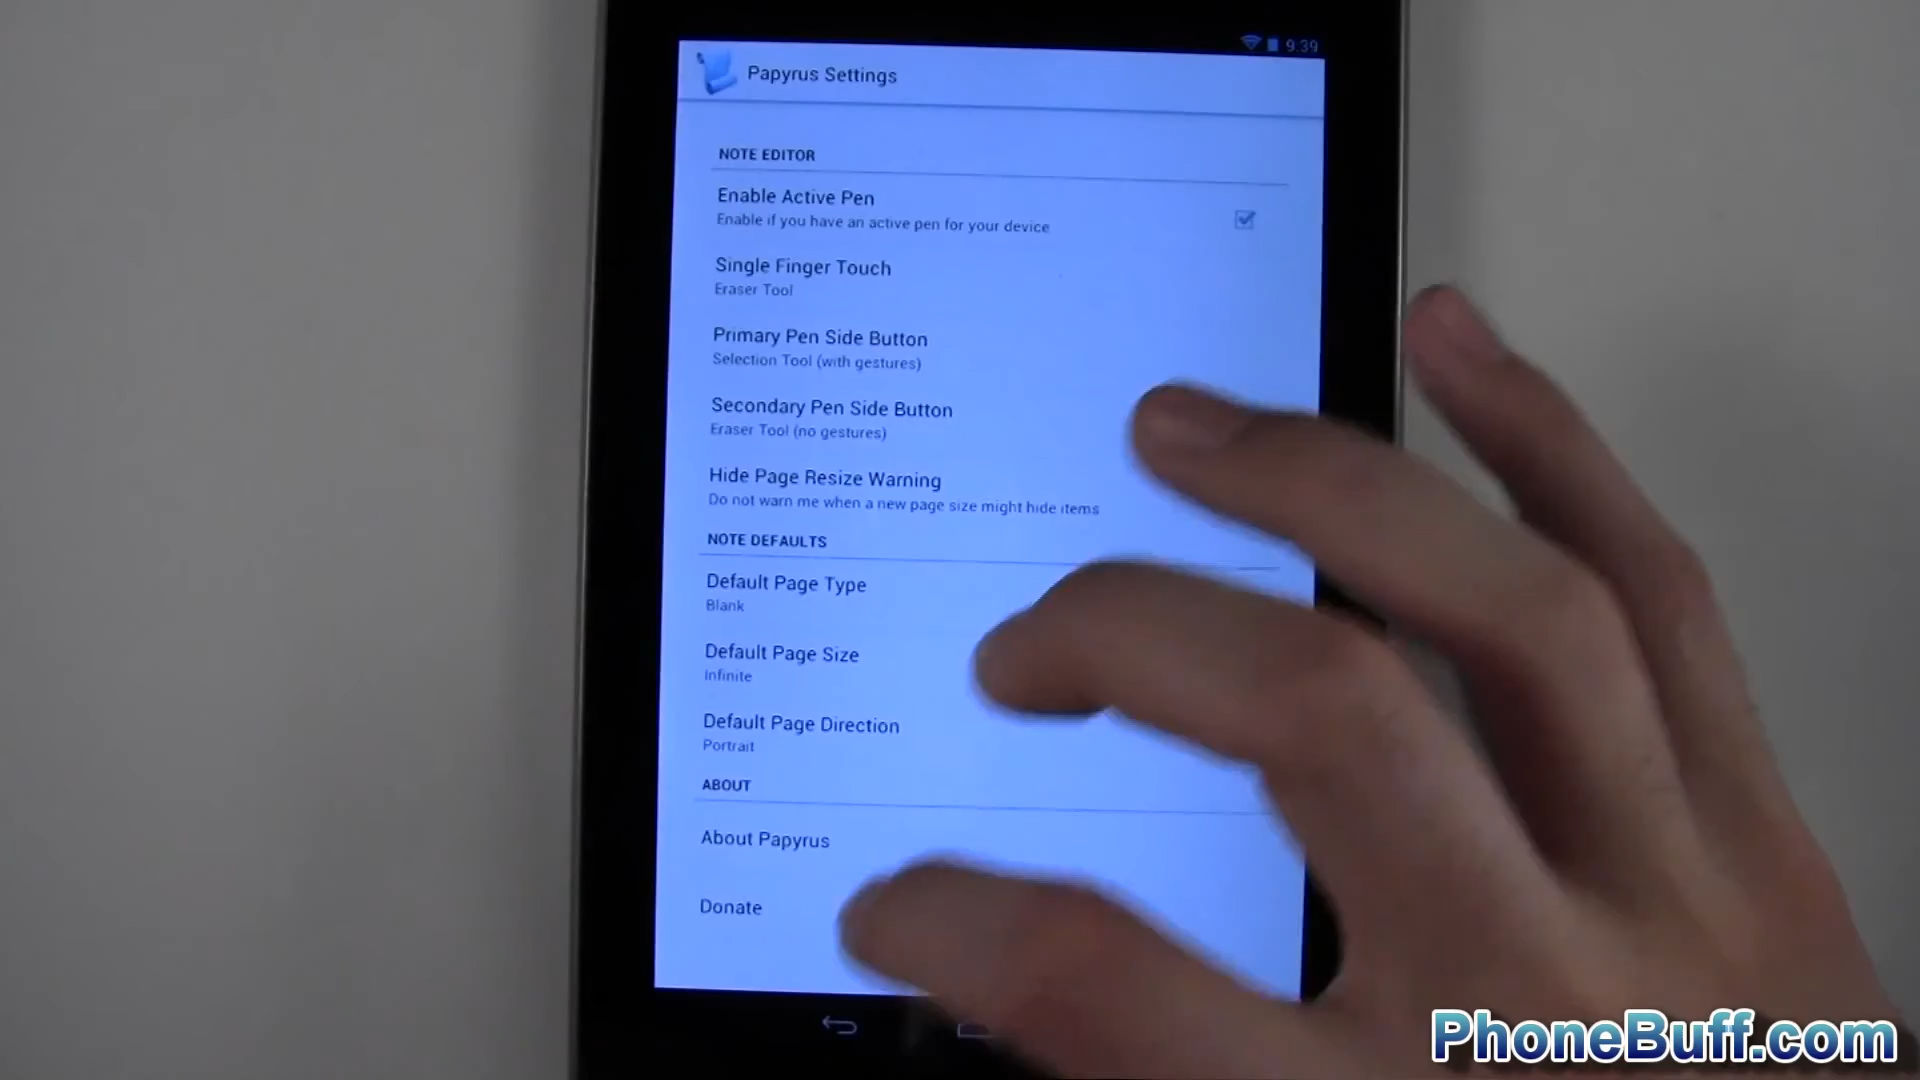 9:39
Papyrus Settings
NOTE EDITOR
Enable Active Pen
Enable if you have an active pen for your device
Single Finger Touch
Eraser Tool
Primary Pen Side Button
Selection Tool (with gestures)
Secondary Pen Side Button
Eraser Tool (no gestures)
Hide Page Resize Warning
Do not warn me when a new page size might hide items
NOTE DEFAULTS
Default Page Type
Blank
Default Page Size
Infinite
Default Page Direction
Portrait
ABOUT
About Papyrus
Donate
PhoneBuff.com